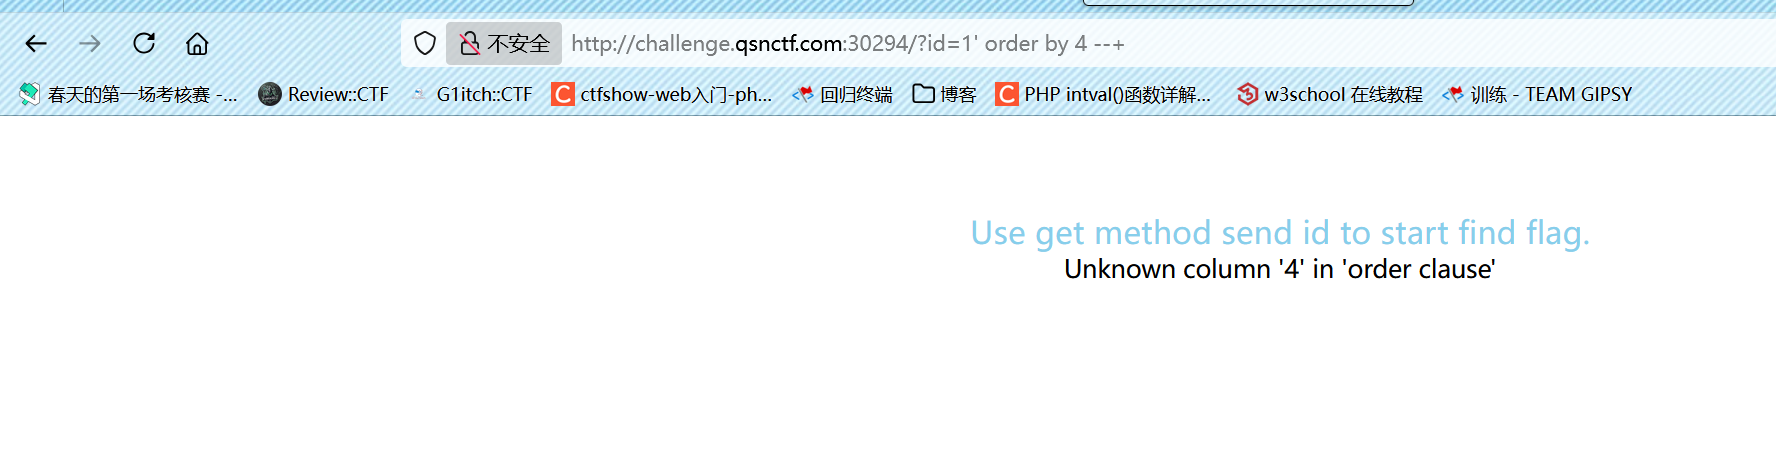 不安全 http://challenge.qsnctf.com:30294/?id=1' order by 4 --+
春天的第一场考核赛 -... Review::CTF G1itch::CTF ctfshow-web入门-ph... 回归终端 博客 PHP intval()函数详解... w3school 在线教程 训练 - TEAM GIPSY
Use get method send id to start find flag.
Unknown column '4' in 'order clause'